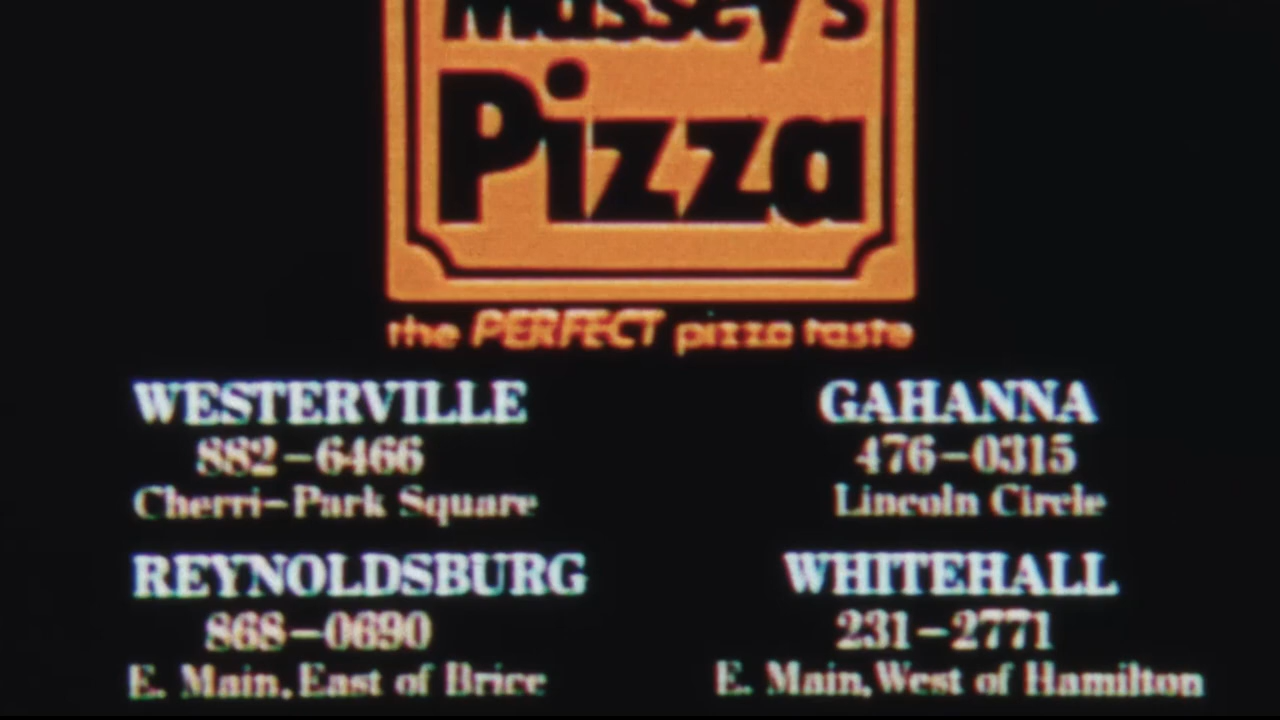 Massey's
Pizza
the PERFECT pizza taste
WESTERVILLE
882-6466
Cherri-Park Square
GAHANNA
476-0315
Lincoln Circle
REYNOLDSBURG
868-0690
E. Main, East of Brice
WHITEHALL
231-2771
E. Main, West of Hamilton